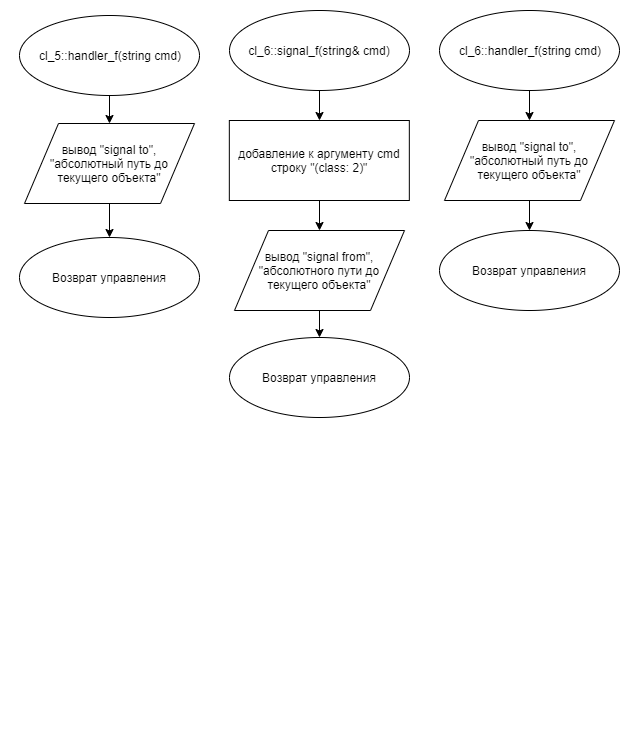 cl_5::handler_f(string cmd)
вывод "signal to",
"абсолютный путь до
текущего объекта"
Возврат управления
cl_6::signal_f(string& cmd)
добавление к аргументу cmd
строку "(class: 2)"
вывод "signal from",
"абсолютного пути до
текущего объекта"
Возврат управления
cl_6::handler_f(string cmd)
вывод "signal to",
"абсолютный путь до
текущего объекта"
Возврат управления